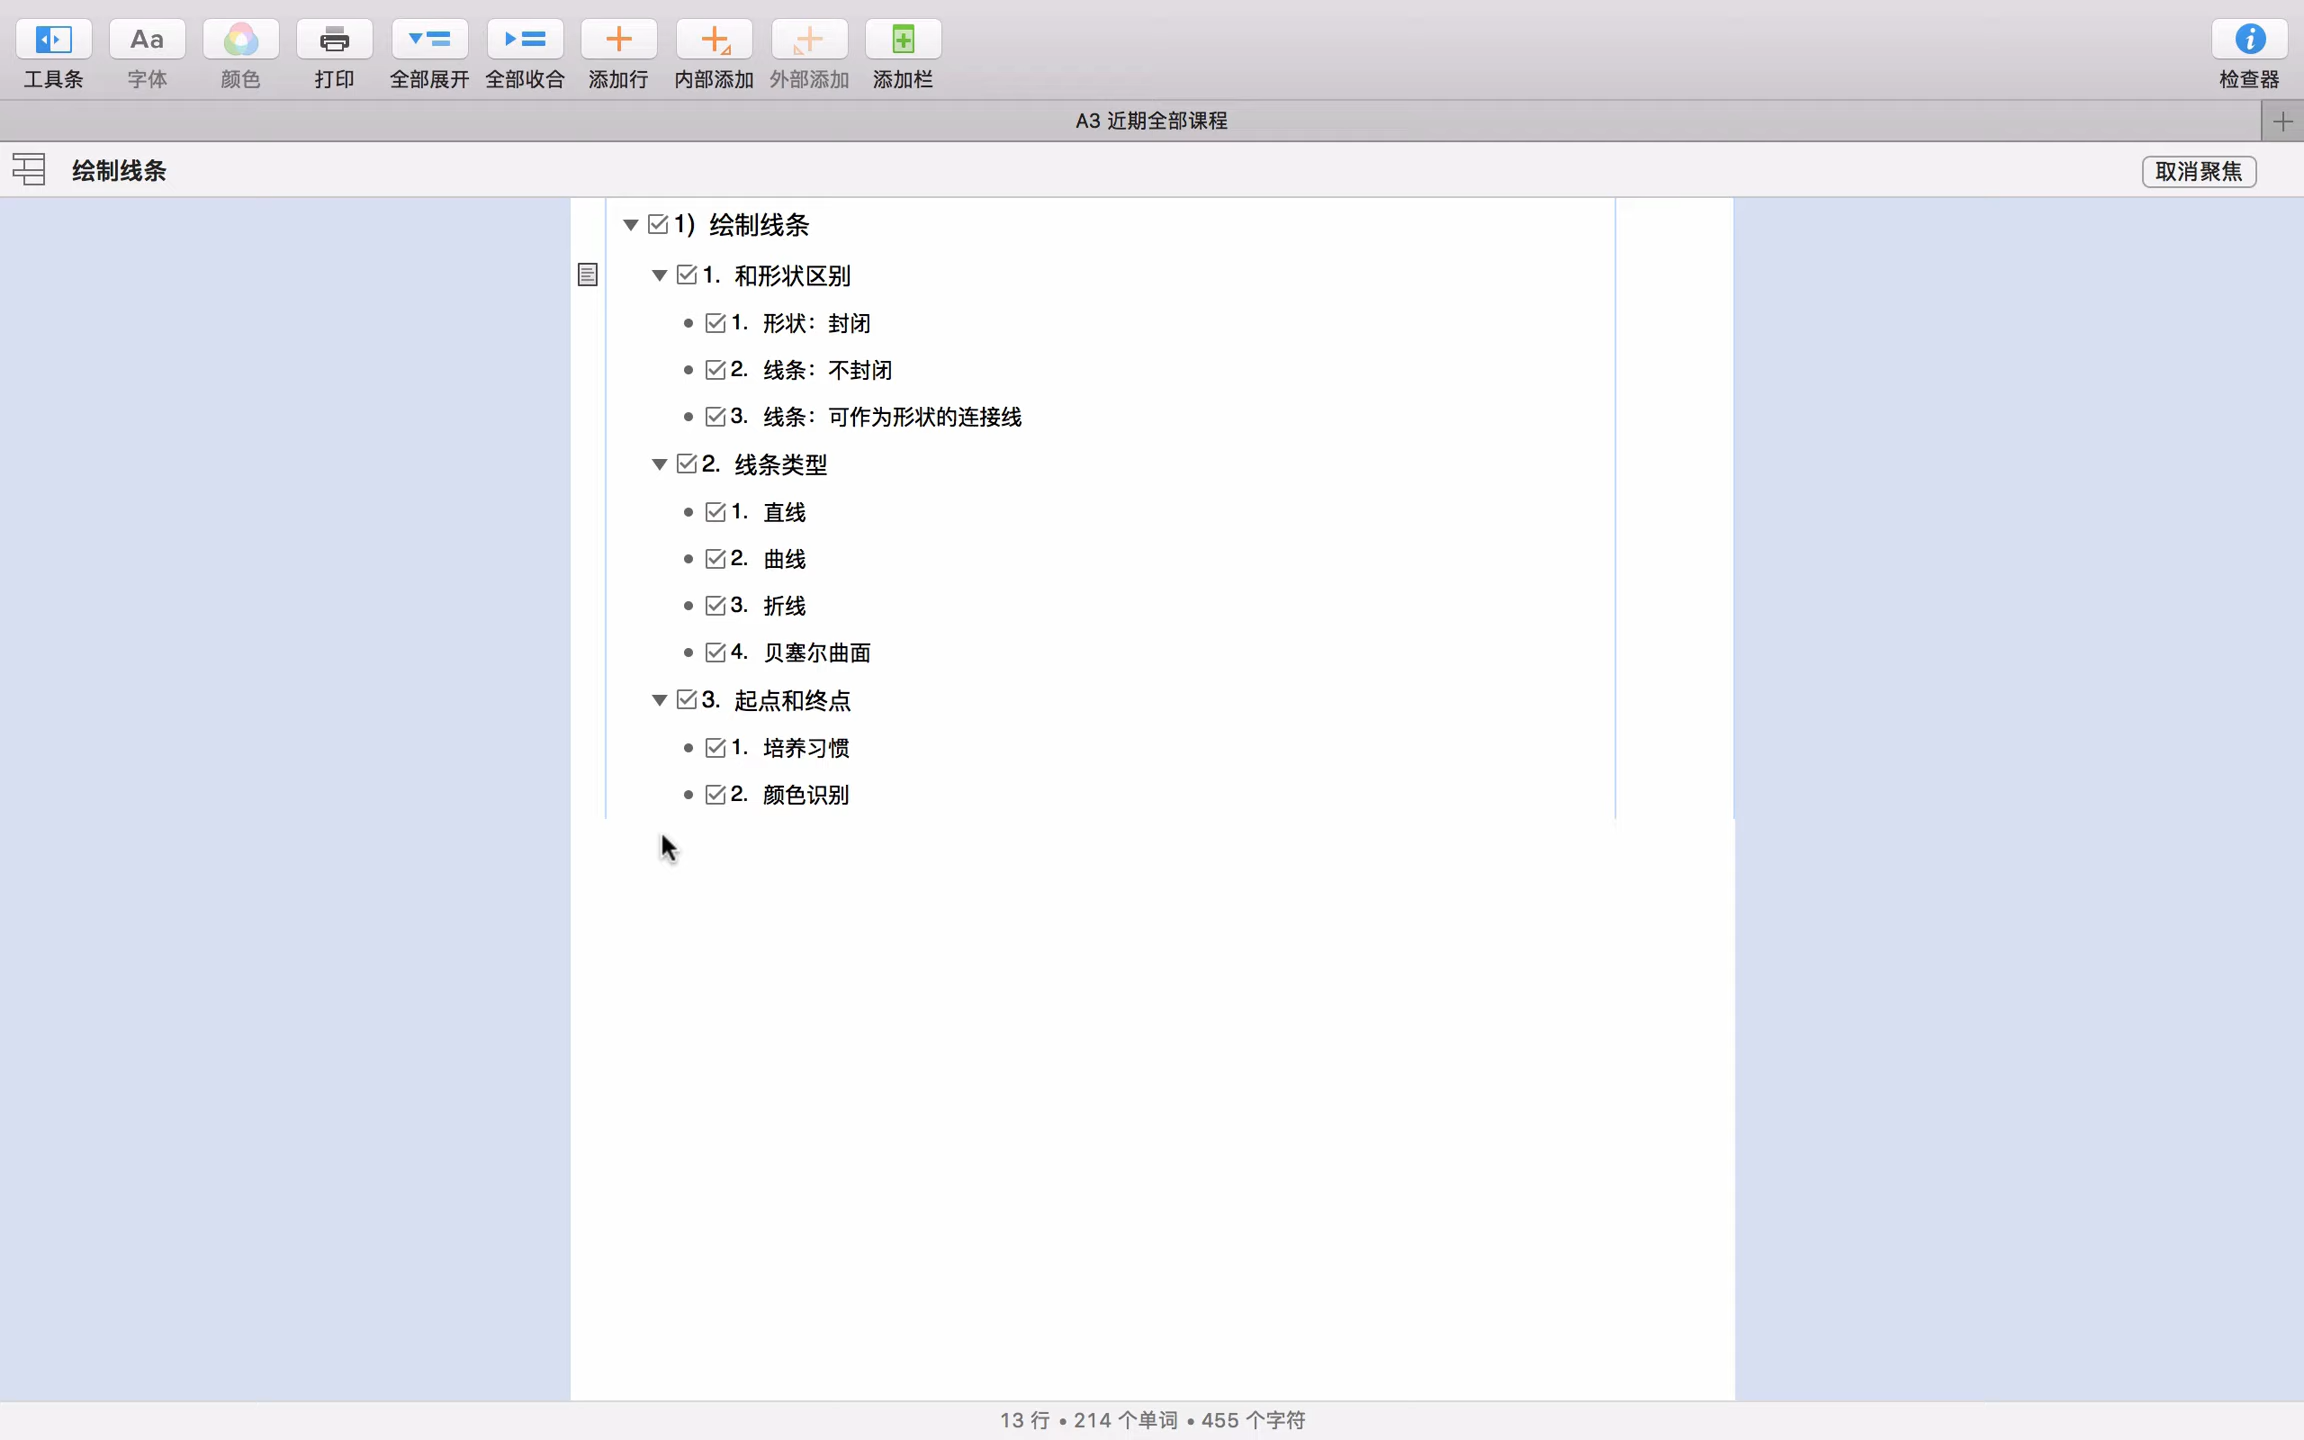 Aa
工具条 字体 颜色 打印 全部展开 全部收合 添加行 内部添加 外部添加 添加栏 检查器
A3 近期全部课程
绘制线条 取消聚焦
1) 绘制线条
1. 和形状区别
1. 形状：封闭
2. 线条：不封闭
3. 线条：可作为形状的连接线
2. 线条类型
1. 直线
2. 曲线
3. 折线
4. 贝塞尔曲面
3. 起点和终点
1. 培养习惯
2. 颜色识别
13 行 • 214 个单词 • 455 个字符